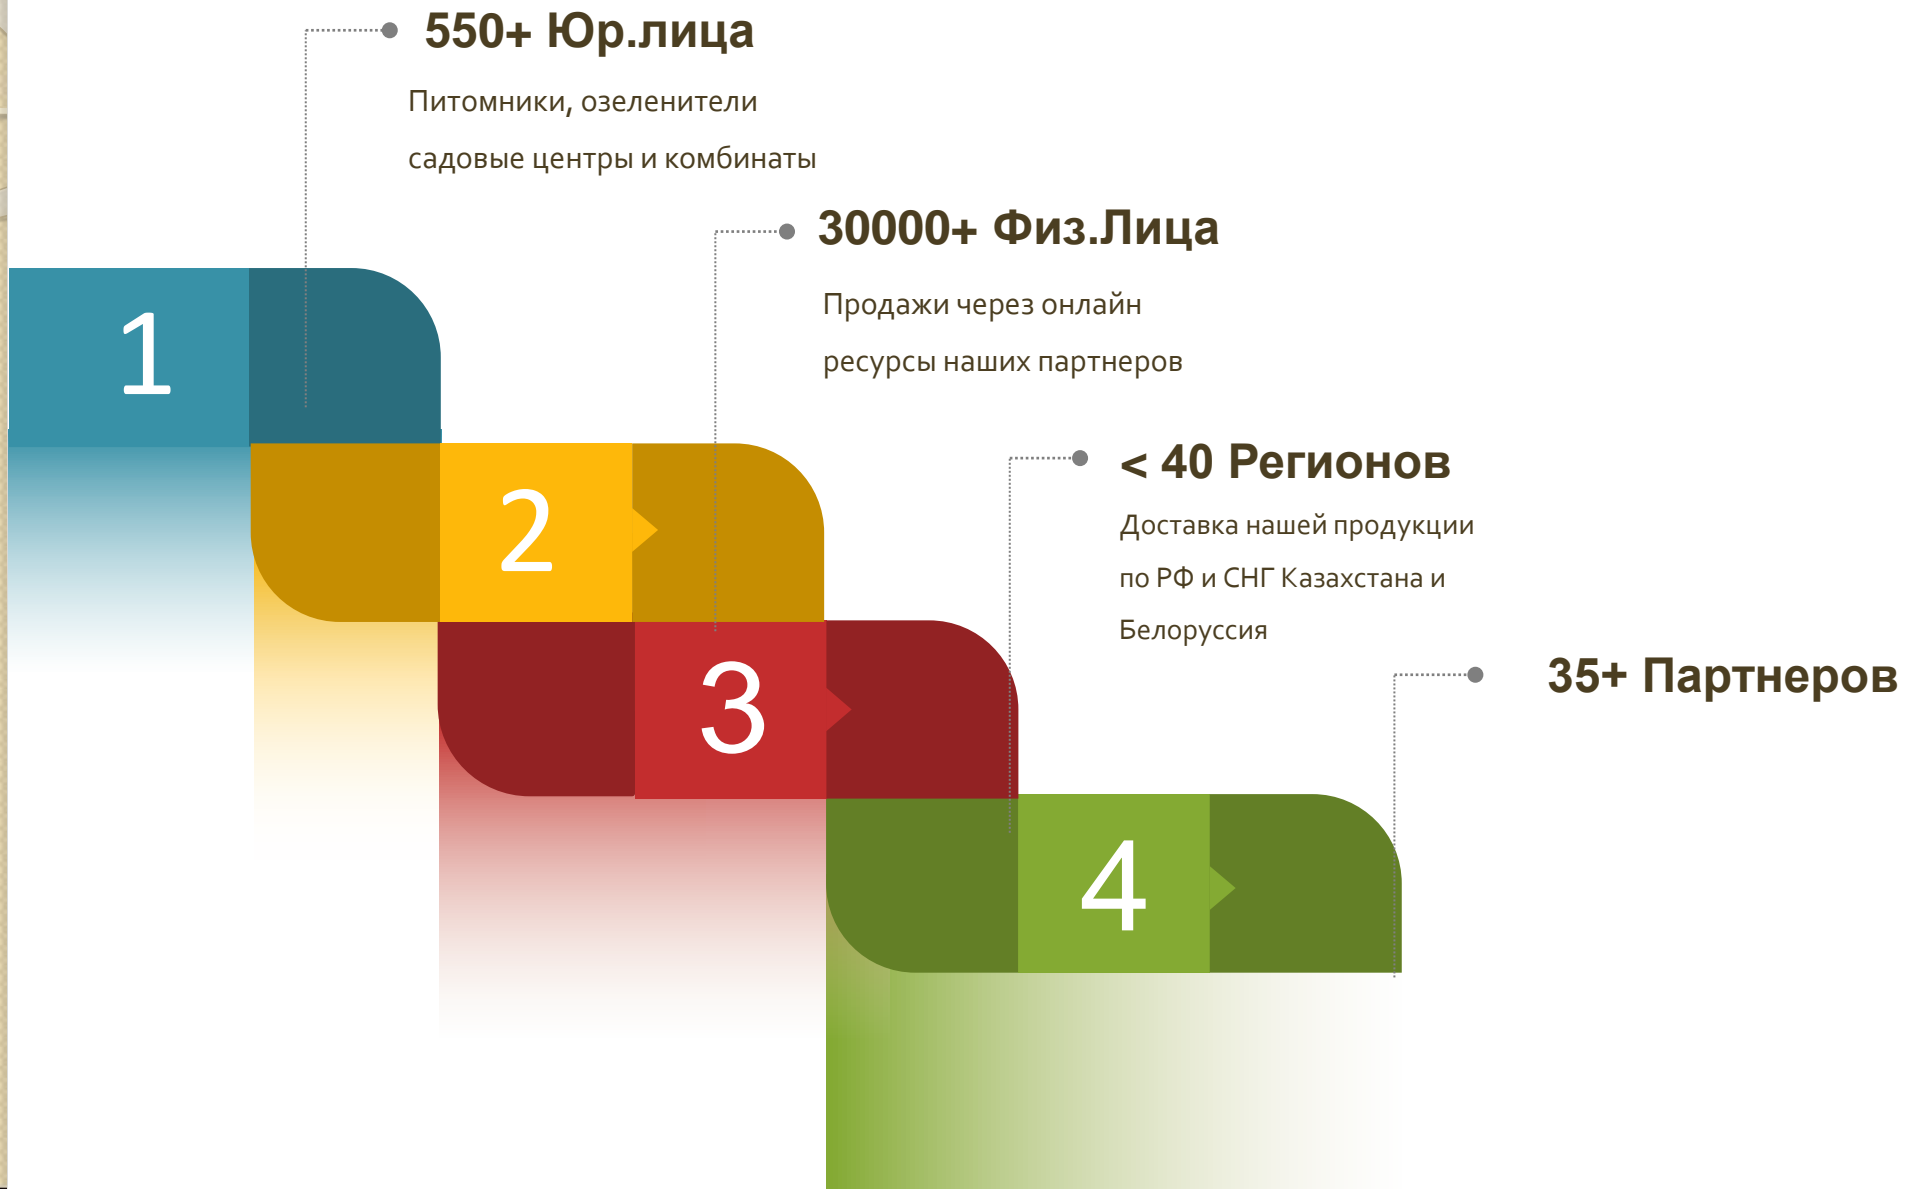 550+ Юр.лица
Питомники, озеленители
садовые центры и комбинаты
30000+ Физ.Лица
Продажи через онлайн
ресурсы наших партнеров
1
2
< 40 Регионов
Доставка нашей продукции
по РФ и СНГ Казахстана и
Белоруссия
3
35+ Партнеров
4